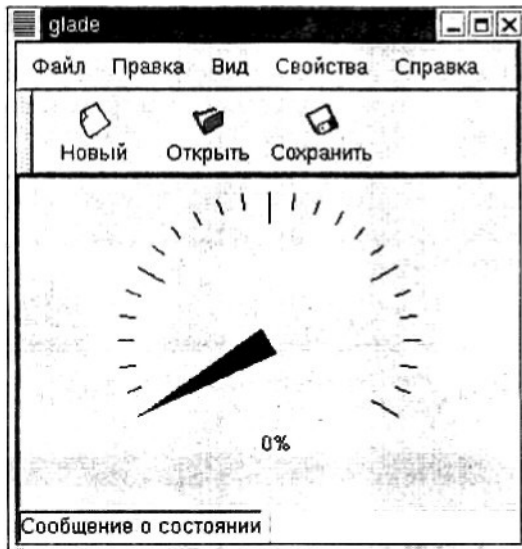 glade
Файл Правка Вид Свойства Справка
Новый Открыть Сохранить
0%
Сообщение о состоянии